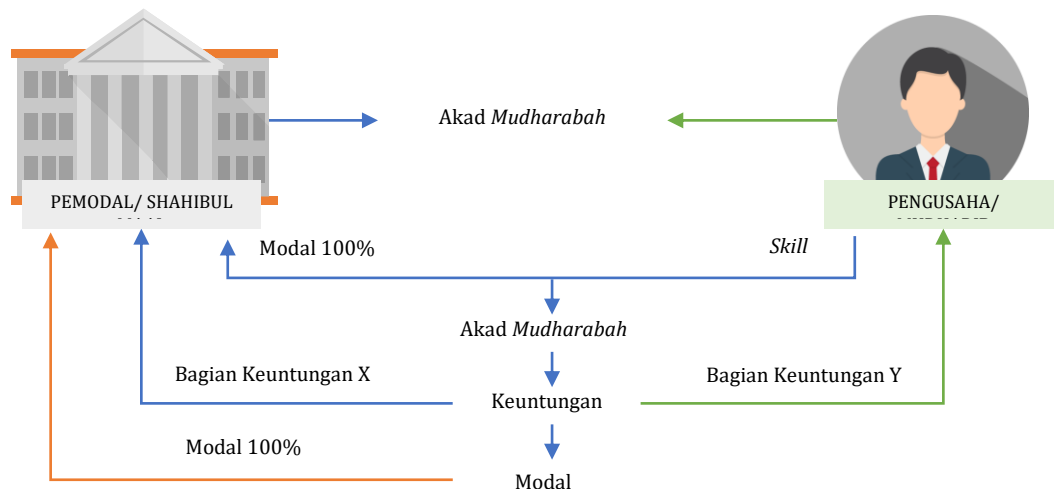 Akad Mudharabah
PEMODAL/ SHAHIBUL
PENGUSAHA/
Modal 100%
Skill
Akad Mudharabah
Bagian Keuntungan X
Bagian Keuntungan Y
Keuntungan
Modal 100%
Modal